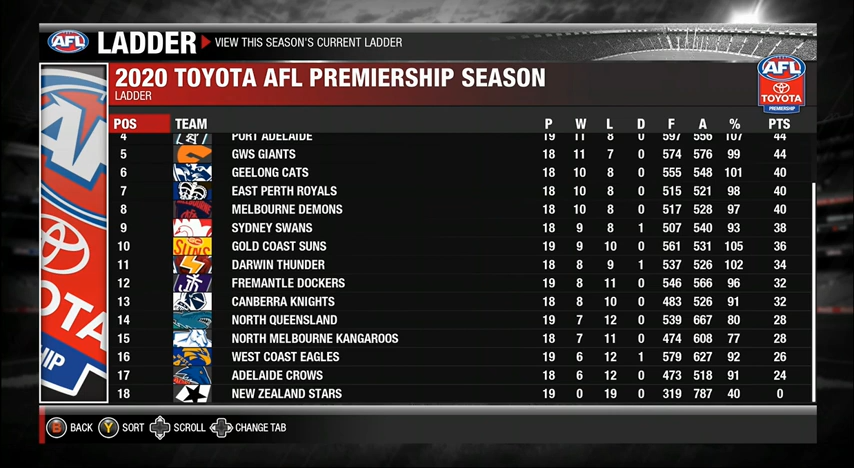 AFL LADDER VIEW THIS SEASON'S CURRENT LADDER
2020 TOYOTA AFL PREMIERSHIP SEASON
LADDER
AFL
TOYOTA
PREMIERSHIP
POS TEAM P W L D F A % PTS
4 PORT ADELAIDE 19 11 8 0 597 556 107 44
5 GWS GIANTS 18 11 7 0 574 576 99 44
6 GEELONG CATS 18 10 8 0 555 548 101 40
7 EAST PERTH ROYALS 18 10 8 0 515 521 98 40
8 MELBOURNE DEMONS 18 10 8 0 517 528 97 40
9 SYDNEY SWANS 18 9 8 1 507 540 93 38
10 SUNS GOLD COAST SUNS 19 9 10 0 561 531 105 36
11 DARWIN THUNDER 18 8 9 1 537 526 102 34
12 FREMANTLE DOCKERS 19 8 11 0 546 566 96 32
13 CANBERRA KNIGHTS 18 8 10 0 483 526 91 32
14 NORTH QUEENSLAND 19 7 12 0 539 667 80 28
15 NORTH MELBOURNE KANGAROOS 18 7 11 0 474 608 77 28
16 WEST COAST EAGLES 19 6 12 1 579 627 92 26
17 ADELAIDE CROWS 18 6 12 0 473 518 91 24
18 NEW ZEALAND STARS 19 0 19 0 319 787 40 0
B BACK Y SORT SCROLL CHANGE TAB